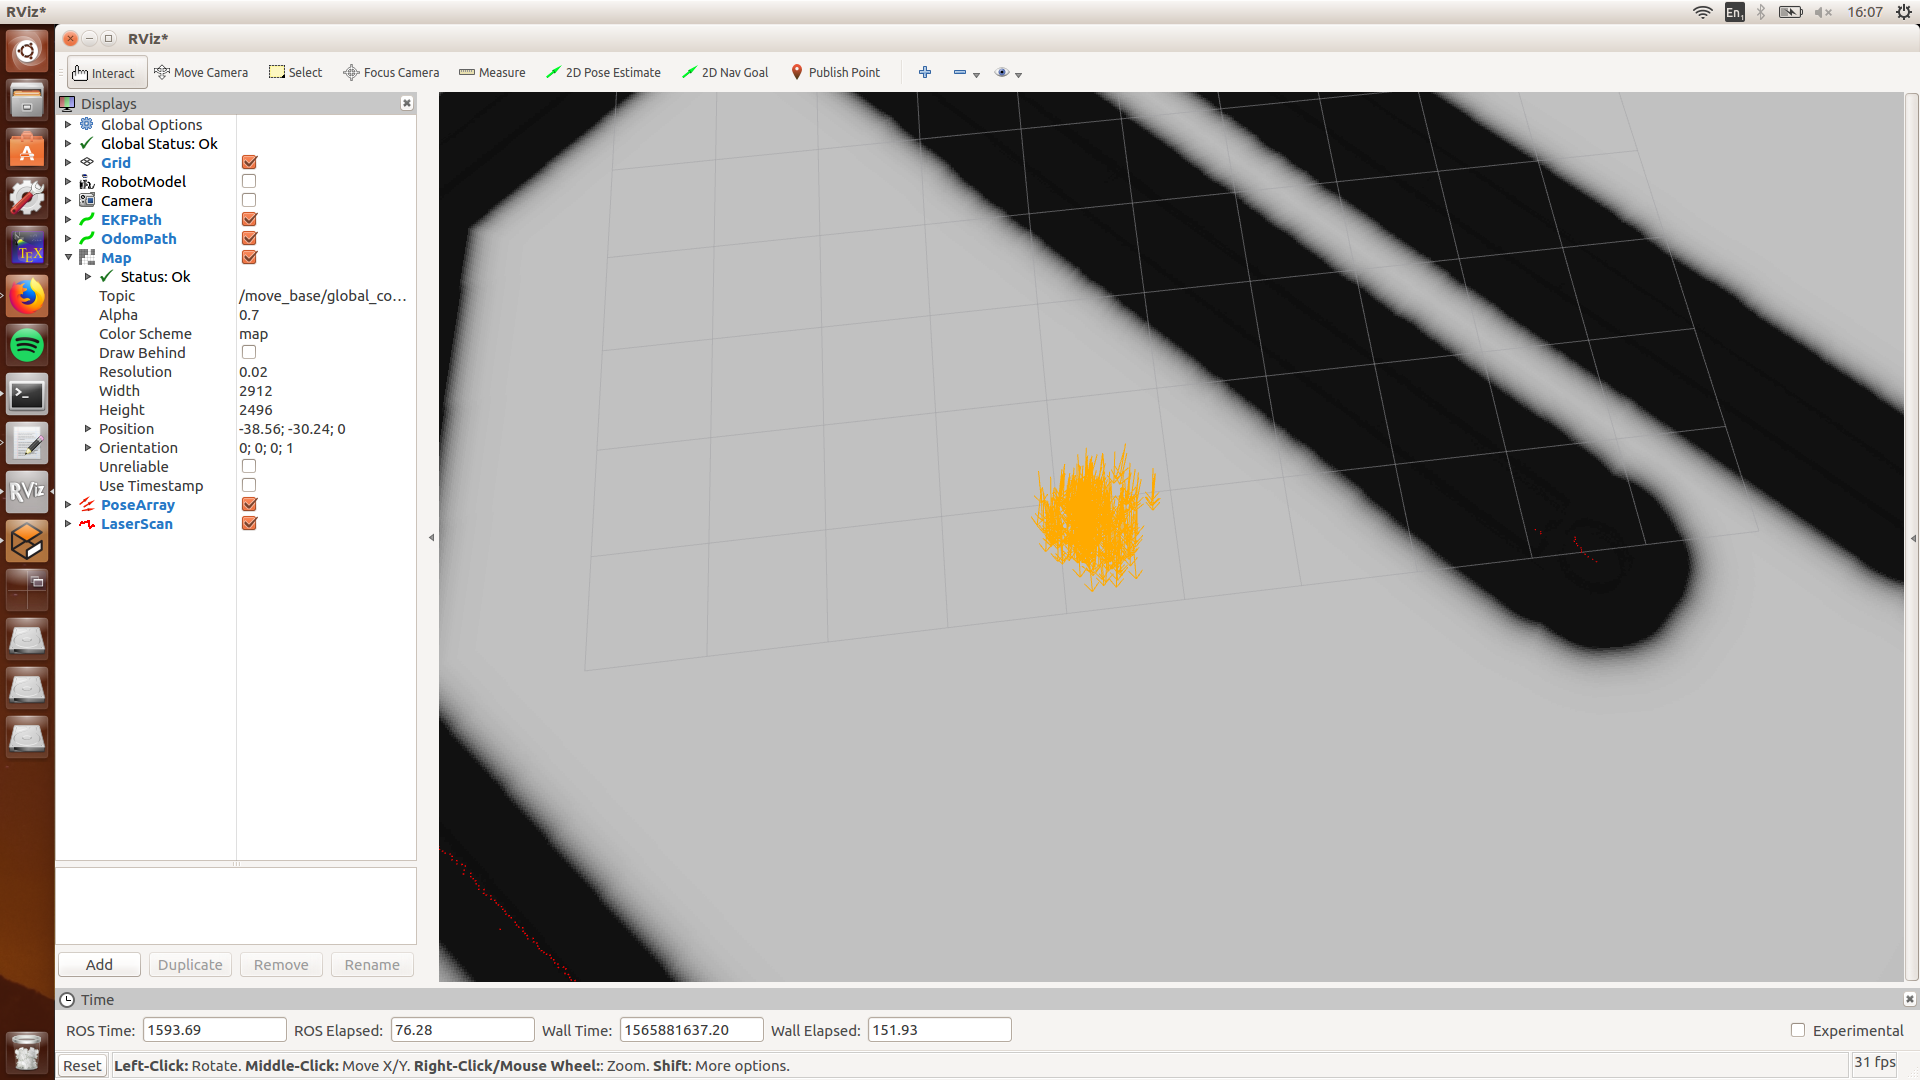 RViz*
En1
16:07
RViz*
Interact
Move Camera
Select
Focus Camera
Measure
2D Pose Estimate
2D Nav Goal
Publish Point
Displays
Global Options
Global Status: Ok
Grid
RobotModel
Camera
EKFPath
OdomPath
Map
Status: Ok
Topic /move_base/global_co...
Alpha 0.7
Color Scheme map
Draw Behind
Resolution 0.02
Width 2912
Height 2496
Position -38.56; -30.24; 0
Orientation 0; 0; 0; 1
Unreliable
Use Timestamp
PoseArray
LaserScan
TEX
RViz
Add Duplicate Remove Rename
Time
ROS Time: 1593.69 ROS Elapsed: 76.28 Wall Time: 1565881637.20 Wall Elapsed: 151.93 Experimental
Reset Left-Click: Rotate. Middle-Click: Move X/Y. Right-Click/Mouse Wheel:: Zoom. Shift: More options. 31 fps